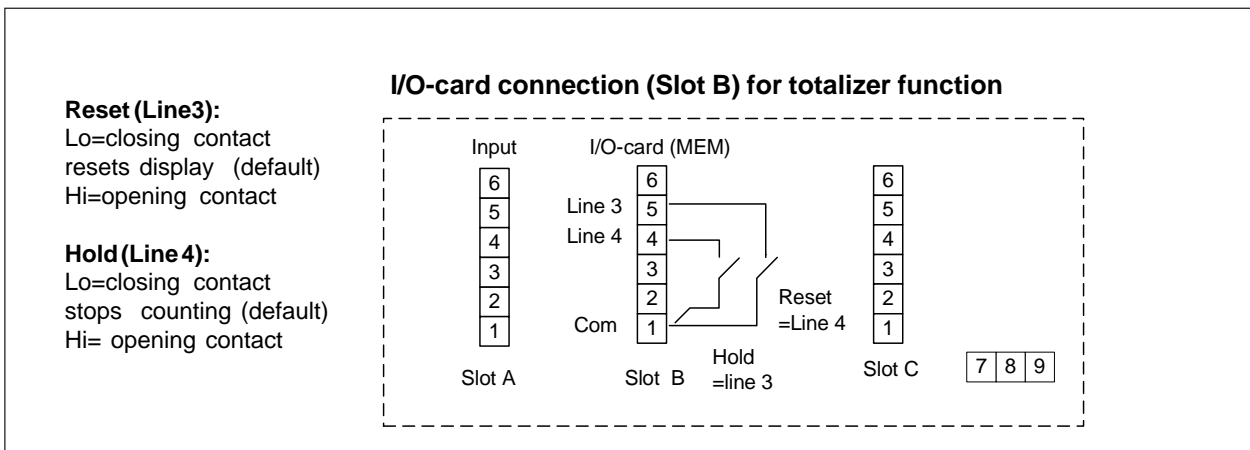 I/O-card connection (Slot B) for totalizer function
Reset (Line3):
Lo=closing contact
resets display (default)
Hi=opening contact
Hold (Line 4):
Lo=closing contact
stops counting (default)
Hi= opening contact
Input
6
5
4
3
2
1
Slot A
I/O-card (MEM)
Line 3
Line 4
Com
6
5
4
3
2
1
Slot B
Reset
=Line 4
Hold
=line 3
6
5
4
3
2
1
Slot C
7 8 9